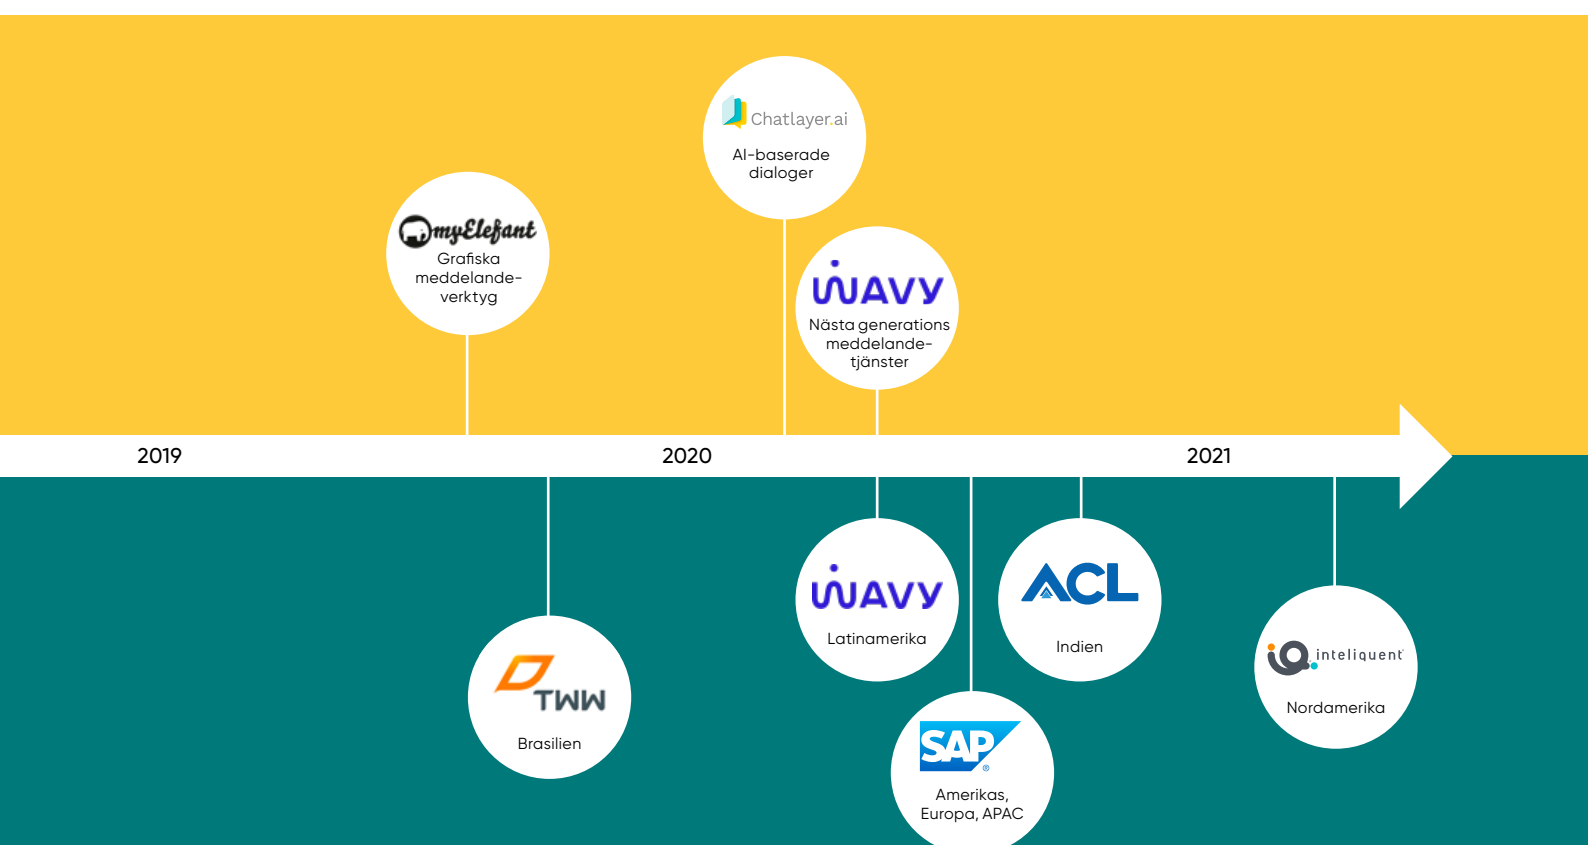 Chatlayer.ai
AI-baserade
dialoger
myElefant
Grafiska
meddelande-
verktyg
WAVY
Nästa generations
meddelande-
tjänster
2019
2020
2021
WAVY
Latinamerika
ACL
Indien
inteliquent
Nordamerika
TWW
Brasilien
SAP
Amerikas,
Europa, APAC